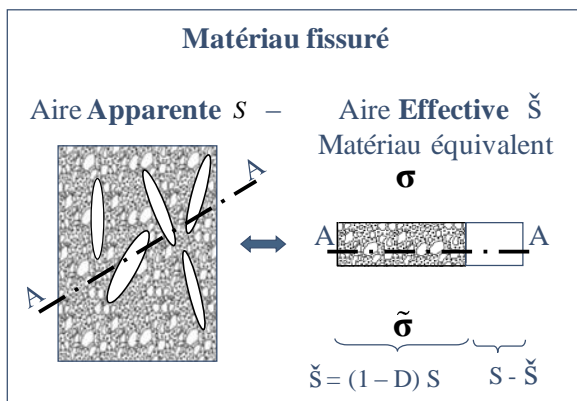 Matériau fissuré
Aire Apparente S –
Aire Effective Š
Matériau équivalent
σ
A
A
A
A
σ̃
Š = (1 – D) S
S - Š